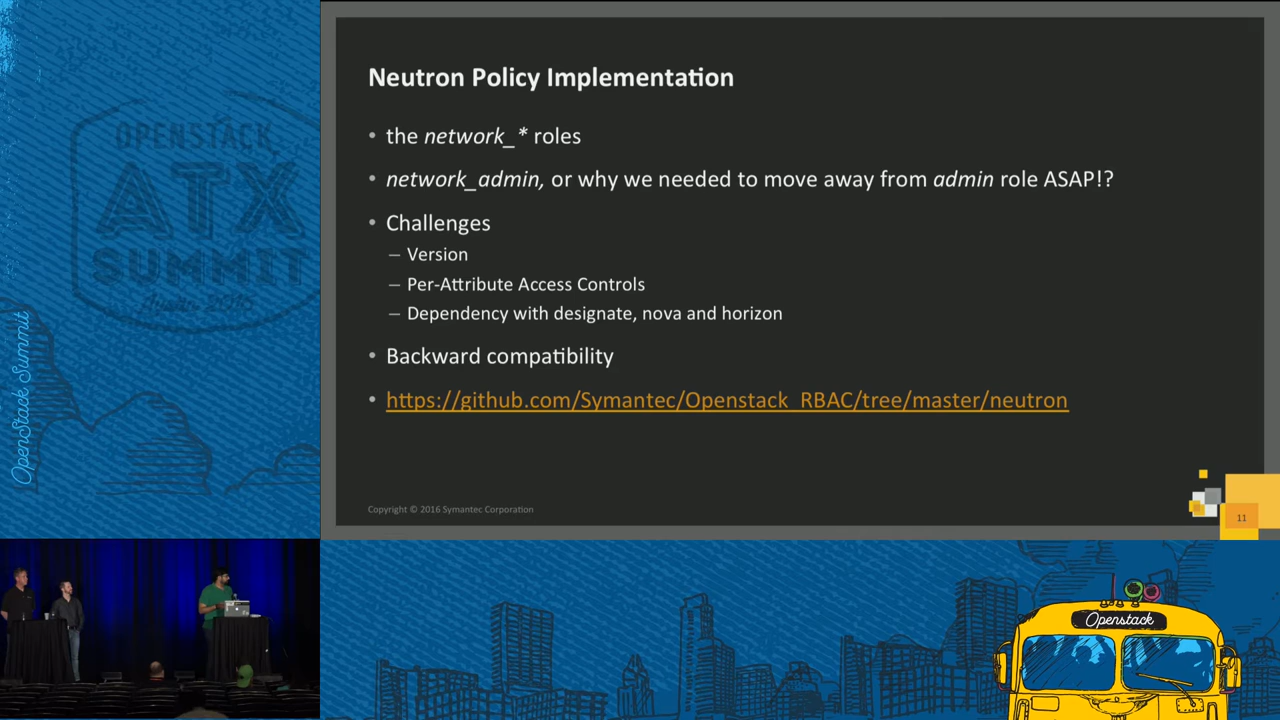 OPENSTACK
ATX
SUMMIT
Austin 2016
OpenStack Summit
Neutron Policy Implementation
• the network_* roles
• network_admin, or why we needed to move away from admin role ASAP!?
• Challenges
– Version
– Per-Attribute Access Controls
– Dependency with designate, nova and horizon
• Backward compatibility
• https://github.com/Symantec/Openstack_RBAC/tree/master/neutron
Copyright © 2016 Symantec Corporation
11
Openstack